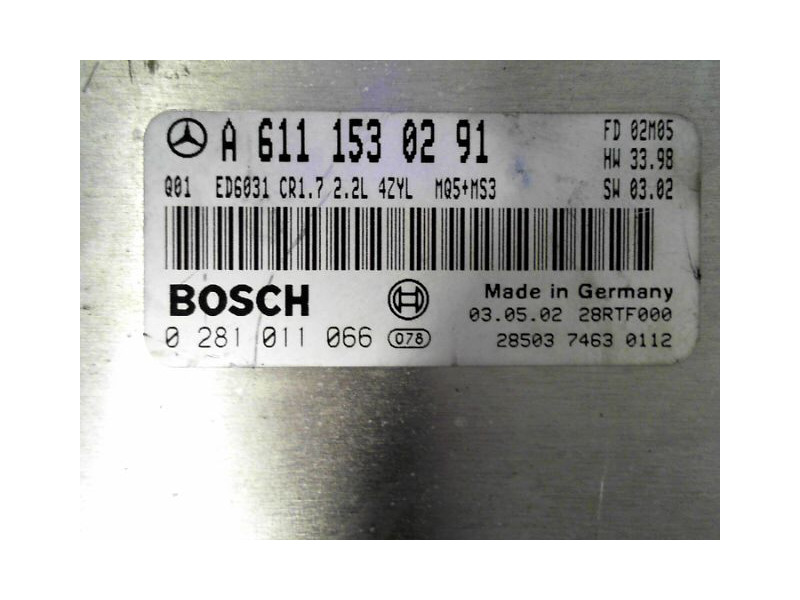 A 611 153 02 91
FD 02M05
HW 33.98
Q01 ED6031 CR1.7 2.2L 4ZYL MQ5+MS3
SW 03.02
BOSCH
Made in Germany
03.05.02 28RTF000
0 281 011 066 078
28503 7463 0112